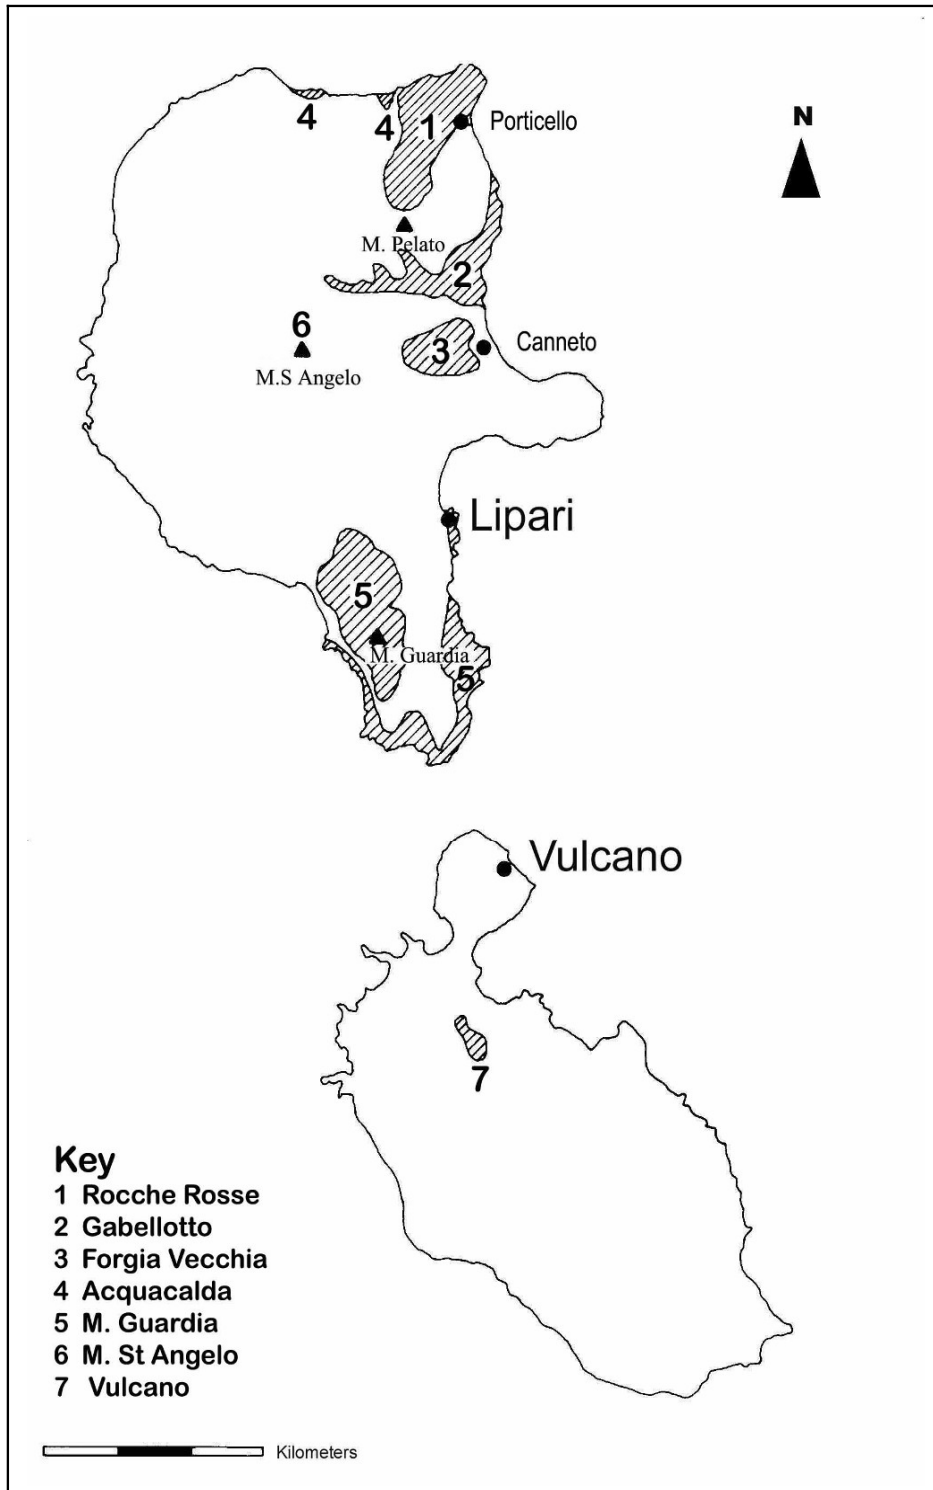 N
4
4
1
Porticello
M. Pelato
2
6
3
Canneto
M.S Angelo
Lipari
5
M. Guardia
5
Vulcano
7
Key
1 Rocche Rosse
2 Gabellotto
3 Forgia Vecchia
4 Acquacalda
5 M. Guardia
6 M. St Angelo
7 Vulcano
Kilometers